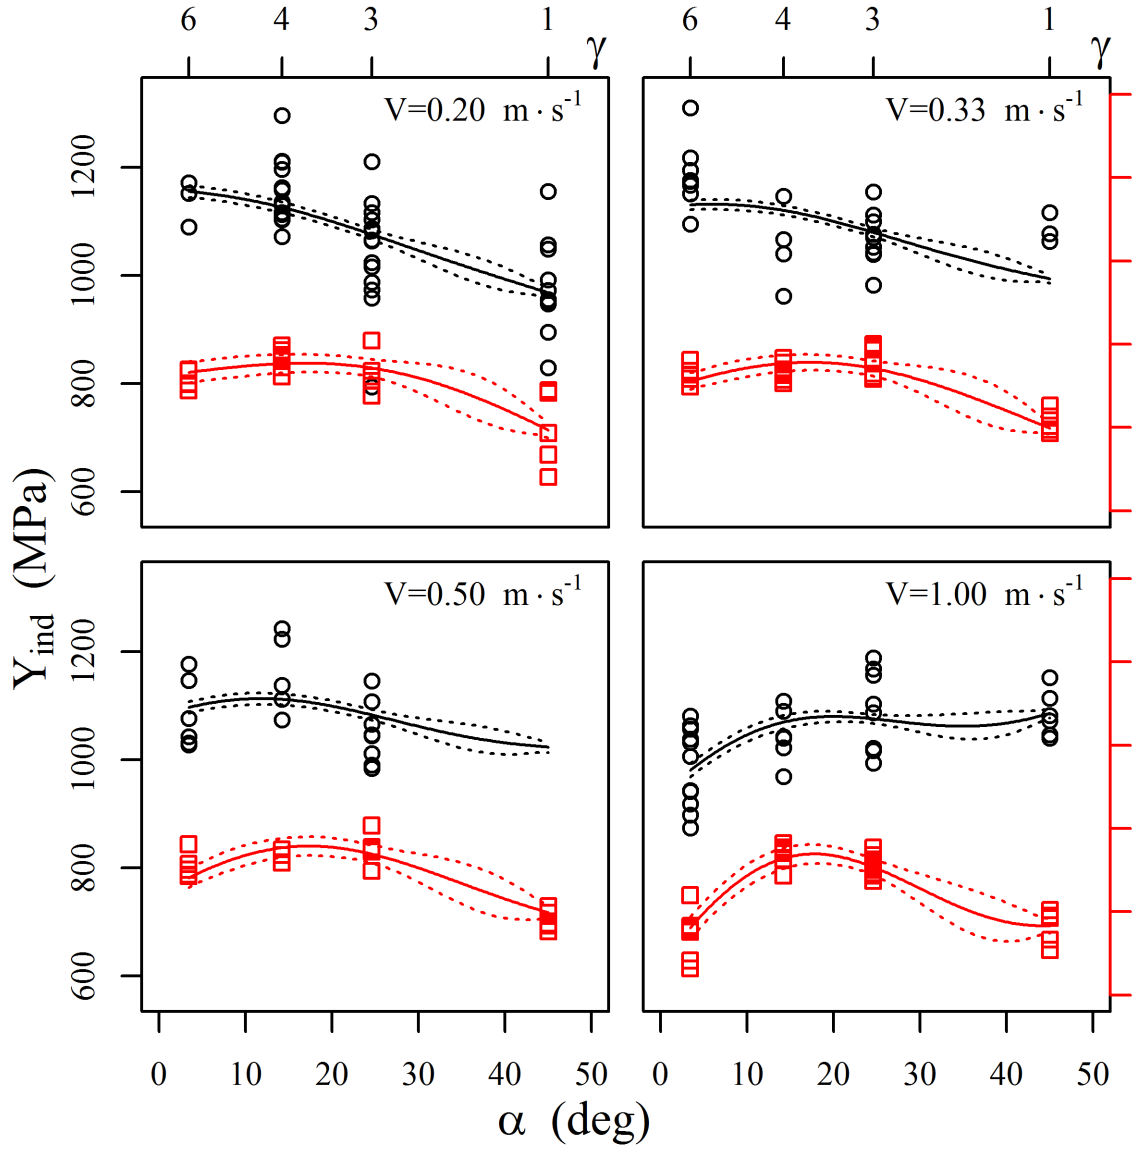 6 4 3 1 γ
6 4 3 1 γ
V=0.20 m · s-1
V=0.33 m · s-1
1200
1000
800
600
V=0.50 m · s-1
V=1.00 m · s-1
1200
1000
800
600
Yind (MPa)
0 10 20 30 40 50
0 10 20 30 40 50
α (deg)